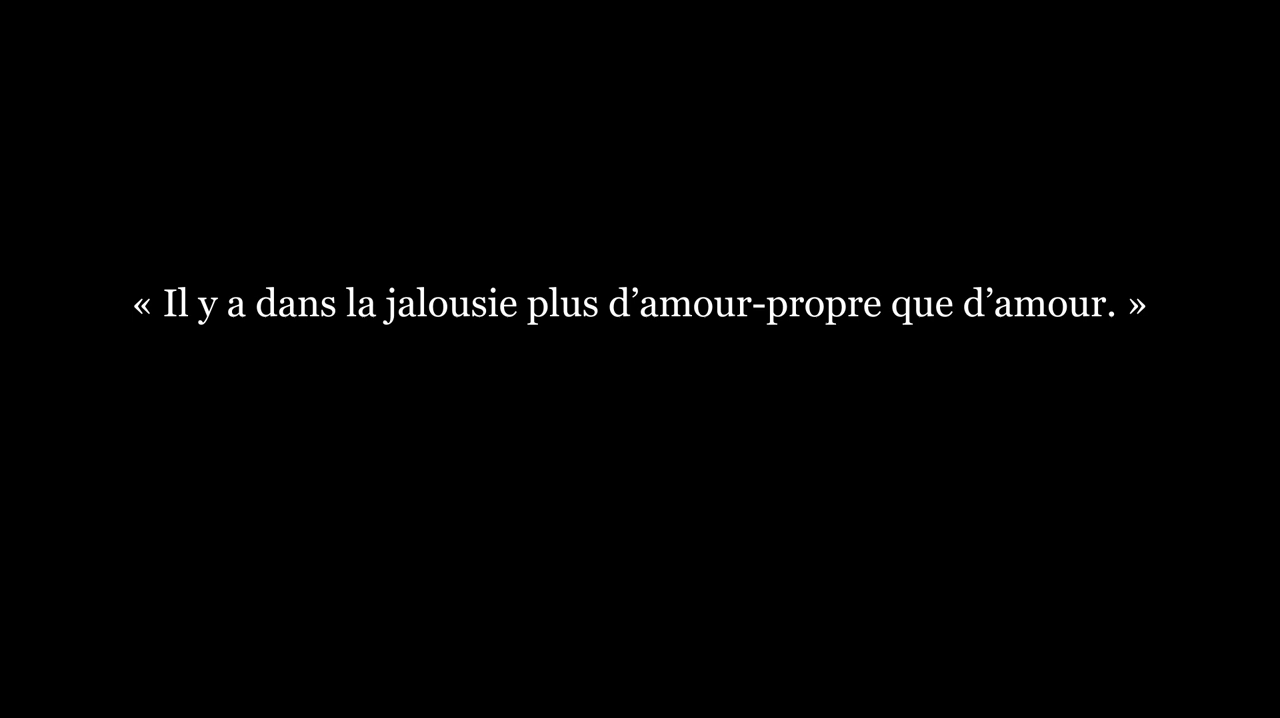 « Il y a dans la jalousie plus d’amour-propre que d’amour. »